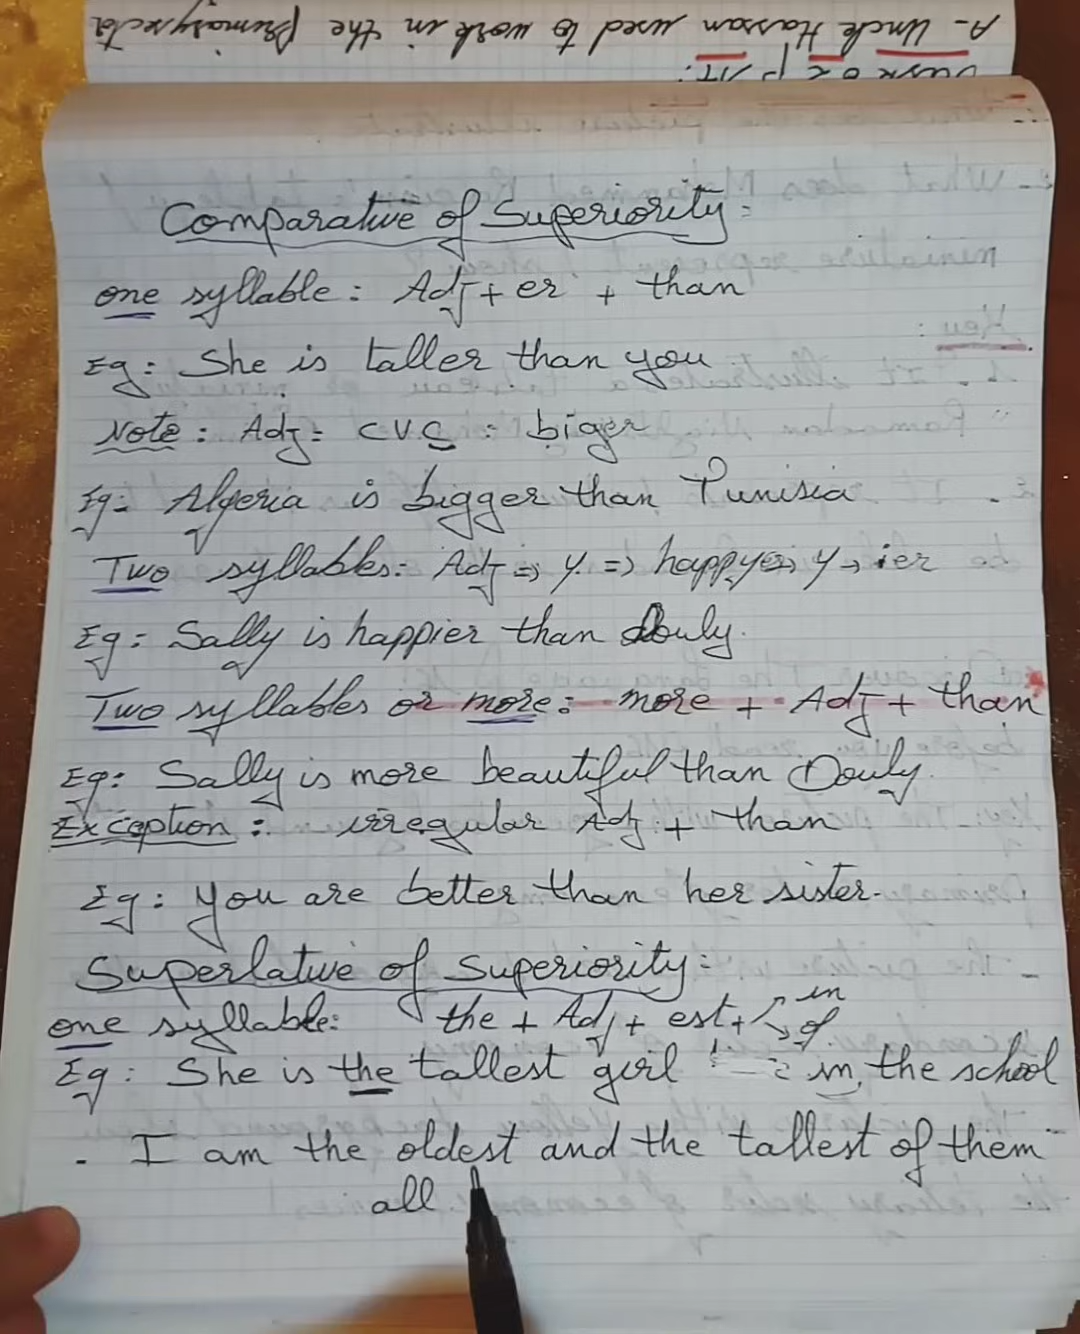 A- Uncle Hassan used to work in the Primary secto
Comparative of Superiority:
one syllable: Adj + er + than
Eg: She is taller than you
Note: Adj = CVC : biger
Eg: Algeria is bigger than Tunisia
Two syllables: Adj => y => happyer, y → ier
Eg: Sally is happier than Douly.
Two syllables or more: more + Adj + than
Eg: Sally is more beautiful than Douly.
Exception: irregular Adj + than
Eg: You are better than her sister.
Superlative of Superiority:
one syllable: the + Adj + est + in of
Eg: She is the tallest girl in the school
- I am the oldest and the tallest of them
all.